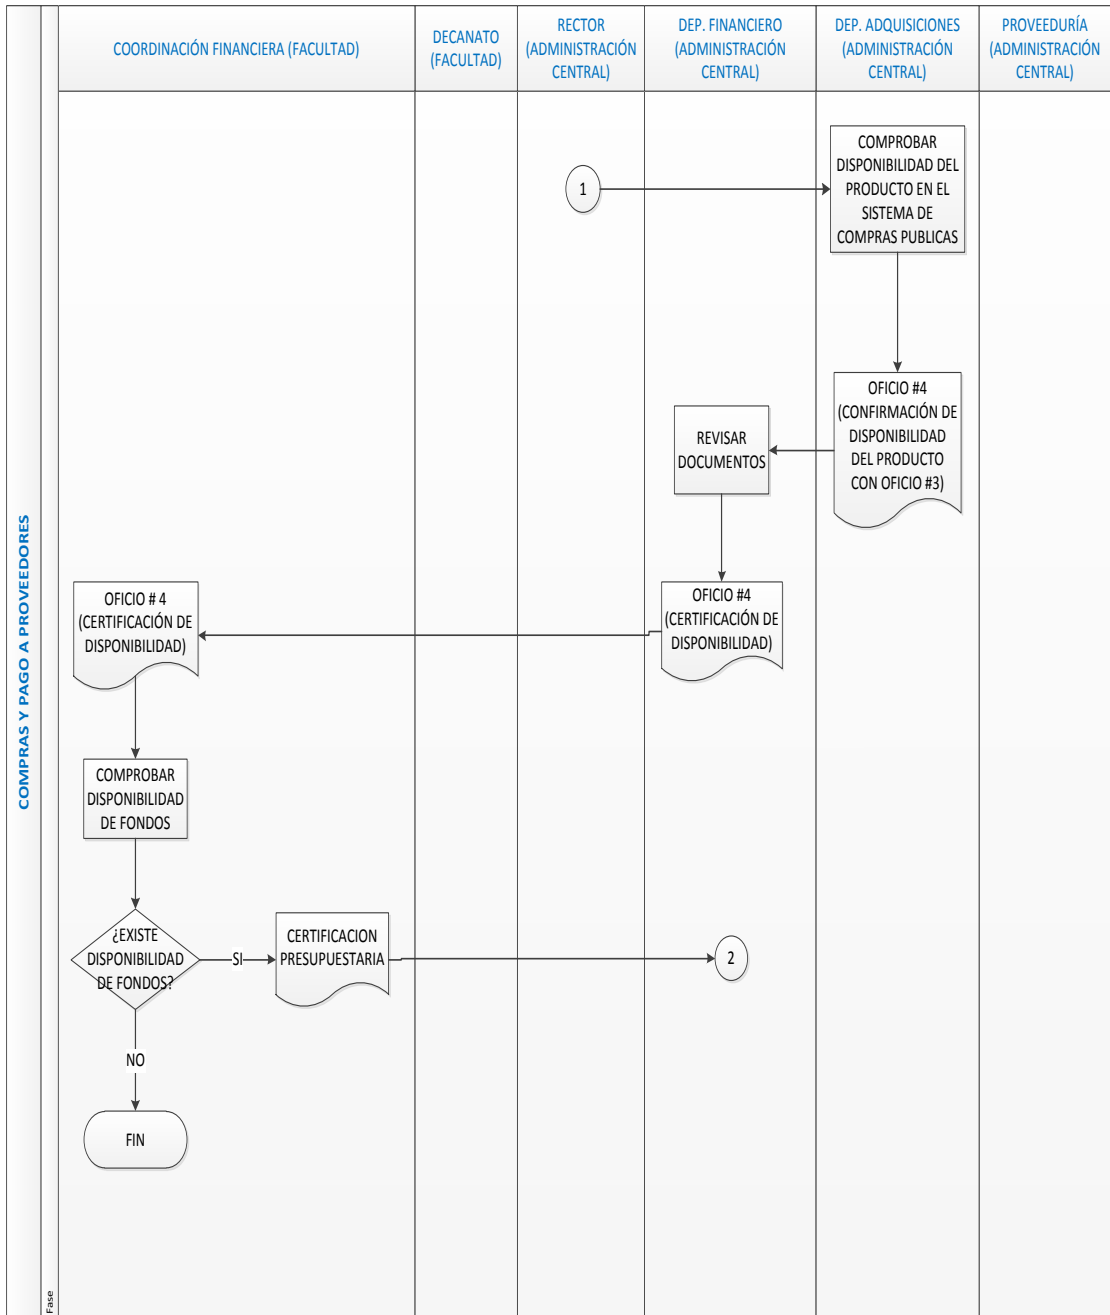 COORDINACIÓN FINANCIERA (FACULTAD)
DECANATO
(FACULTAD)
RECTOR
(ADMINISTRACIÓN
CENTRAL)
DEP. FINANCIERO
(ADMINISTRACIÓN
CENTRAL)
DEP. ADQUISICIONES
(ADMINISTRACIÓN
CENTRAL)
PROVEEDURÍA
(ADMINISTRACIÓN
CENTRAL)
COMPRAS Y PAGO A PROVEEDORES
Fase
1
COMPROBAR
DISPONIBILIDAD DEL
PRODUCTO EN EL
SISTEMA DE
COMPRAS PUBLICAS
OFICIO #4
(CONFIRMACIÓN DE
DISPONIBILIDAD
DEL PRODUCTO
CON OFICIO #3)
REVISAR
DOCUMENTOS
OFICIO #4
(CERTIFICACIÓN DE
DISPONIBILIDAD)
OFICIO # 4
(CERTIFICACIÓN DE
DISPONIBILIDAD)
COMPROBAR
DISPONIBILIDAD
DE FONDOS
¿EXISTE
DISPONIBILIDAD
DE FONDOS?
SI
CERTIFICACION
PRESUPUESTARIA
2
NO
FIN